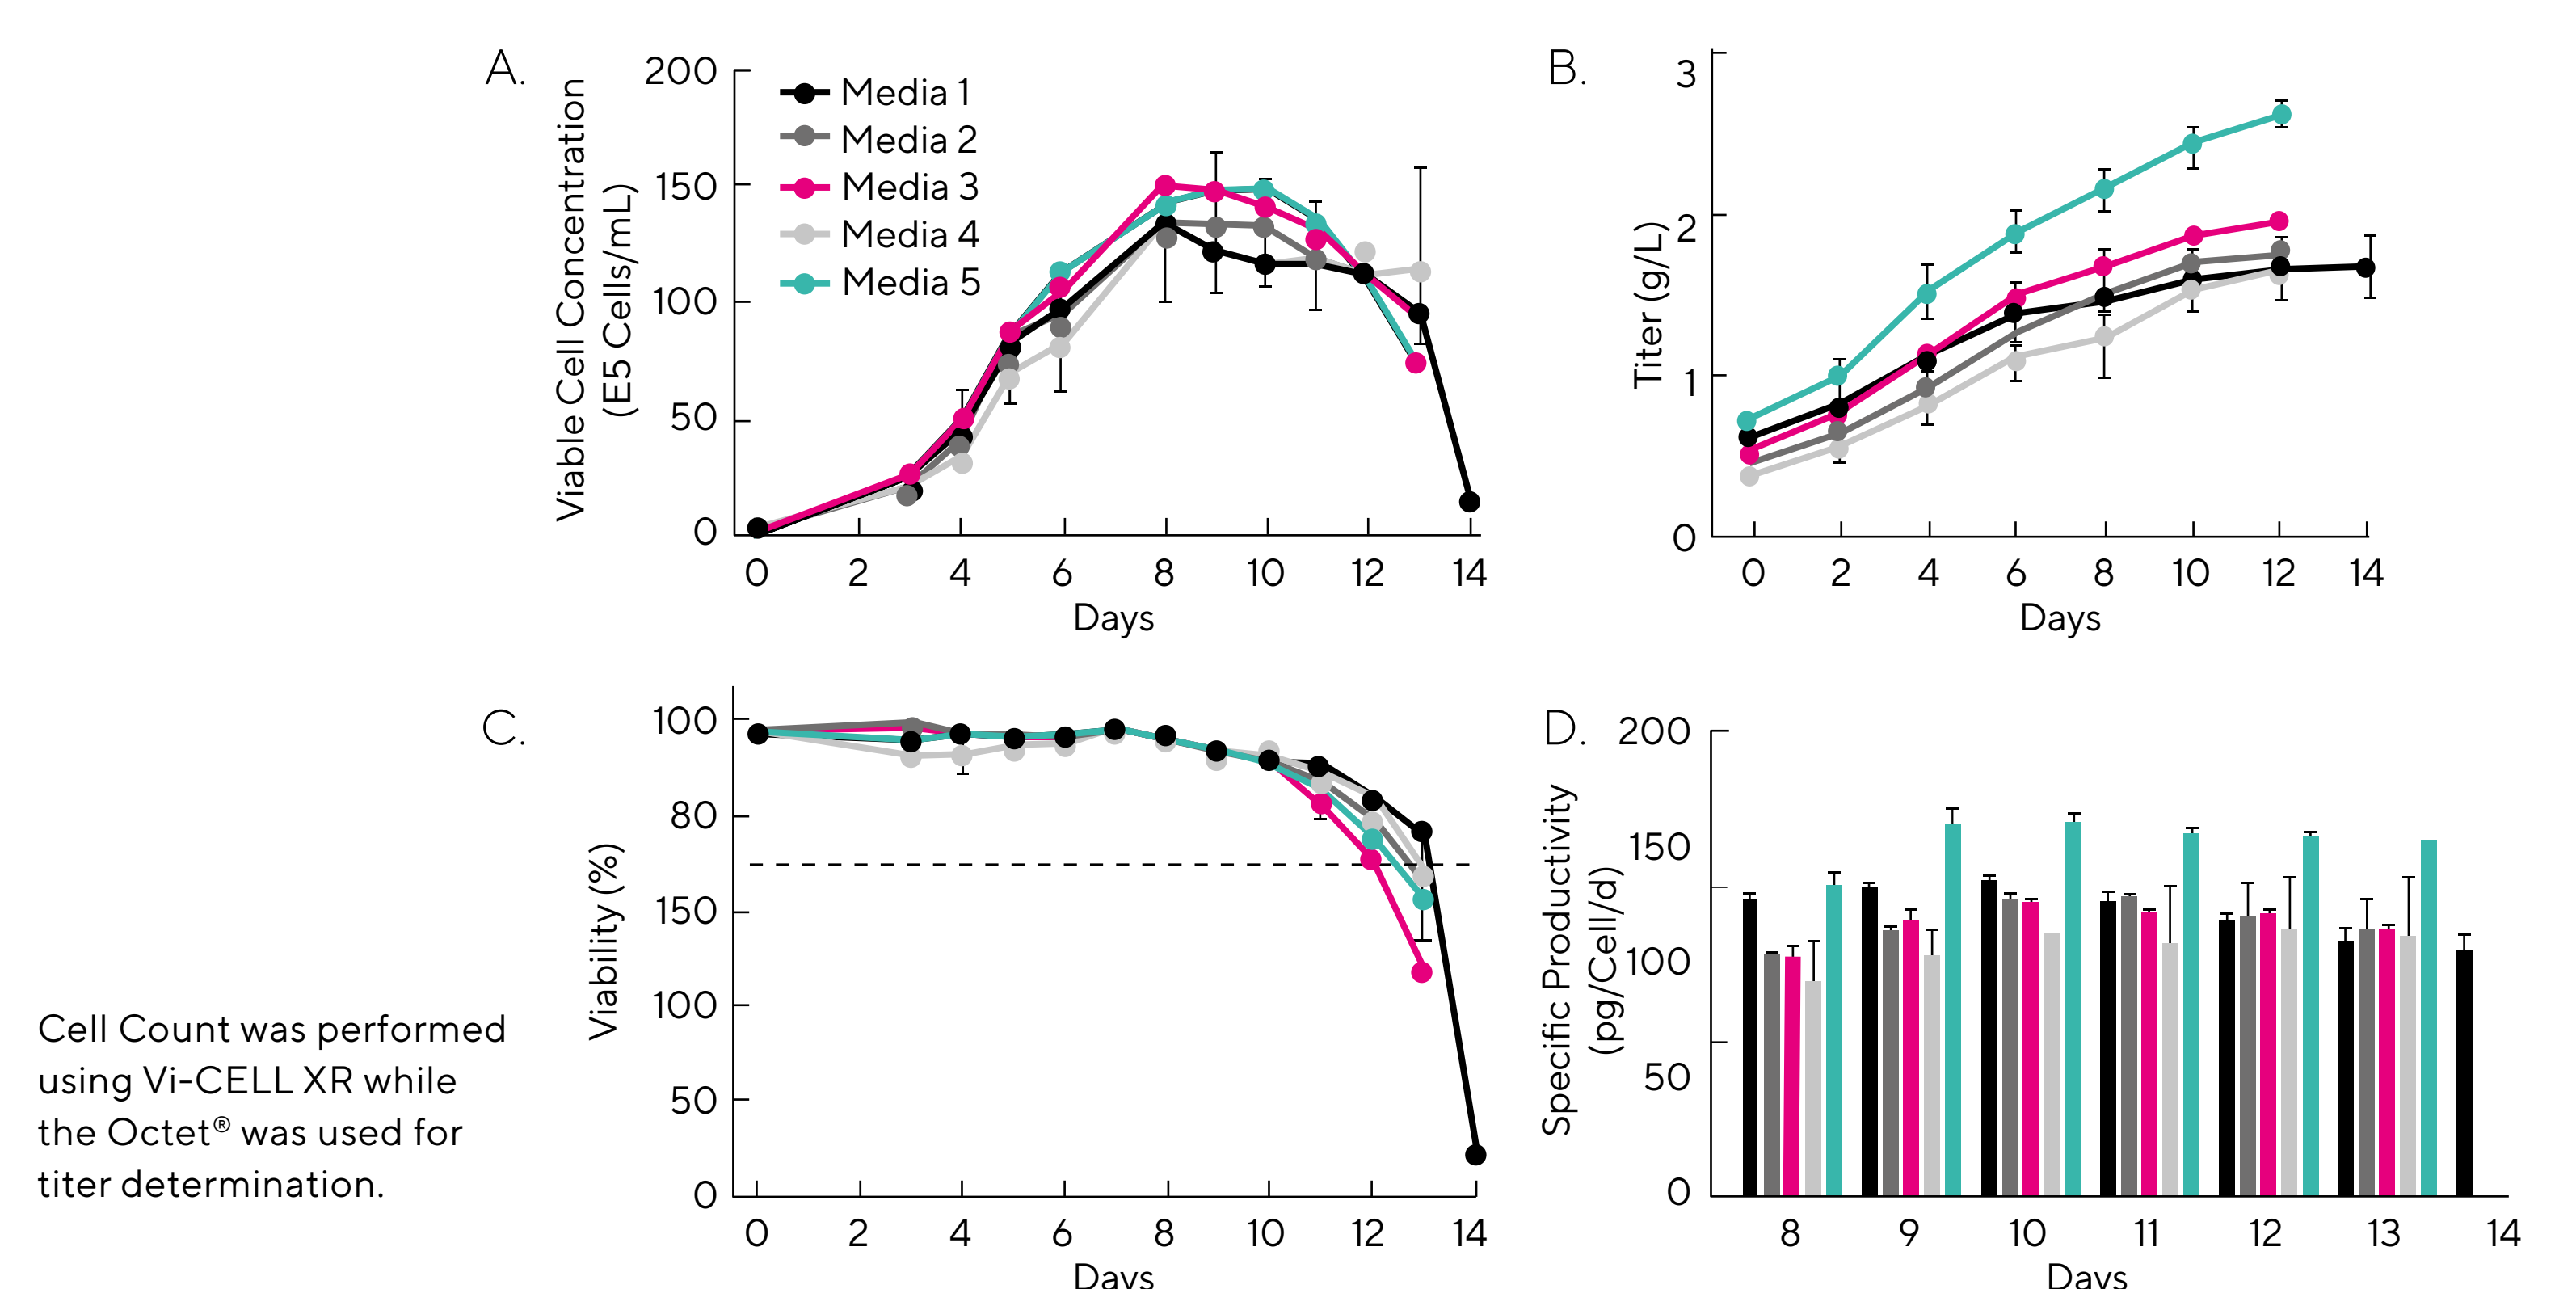 A.
Viable Cell Concentration
(E5 Cells/mL)
200
150
100
50
0
Media 1
Media 2
Media 3
Media 4
Media 5
0 2 4 6 8 10 12 14
Days
B.
Titer (g/L)
3
2
1
0
0 2 4 6 8 10 12 14
Days
C.
Viability (%)
100
80
150
100
50
0
0 2 4 6 8 10 12 14
Days
D.
Specific Productivity
(pg/Cell/d)
200
150
100
50
0
8 9 10 11 12 13 14
Days
Cell Count was performed
using Vi-CELL XR while
the Octet® was used for
titer determination.